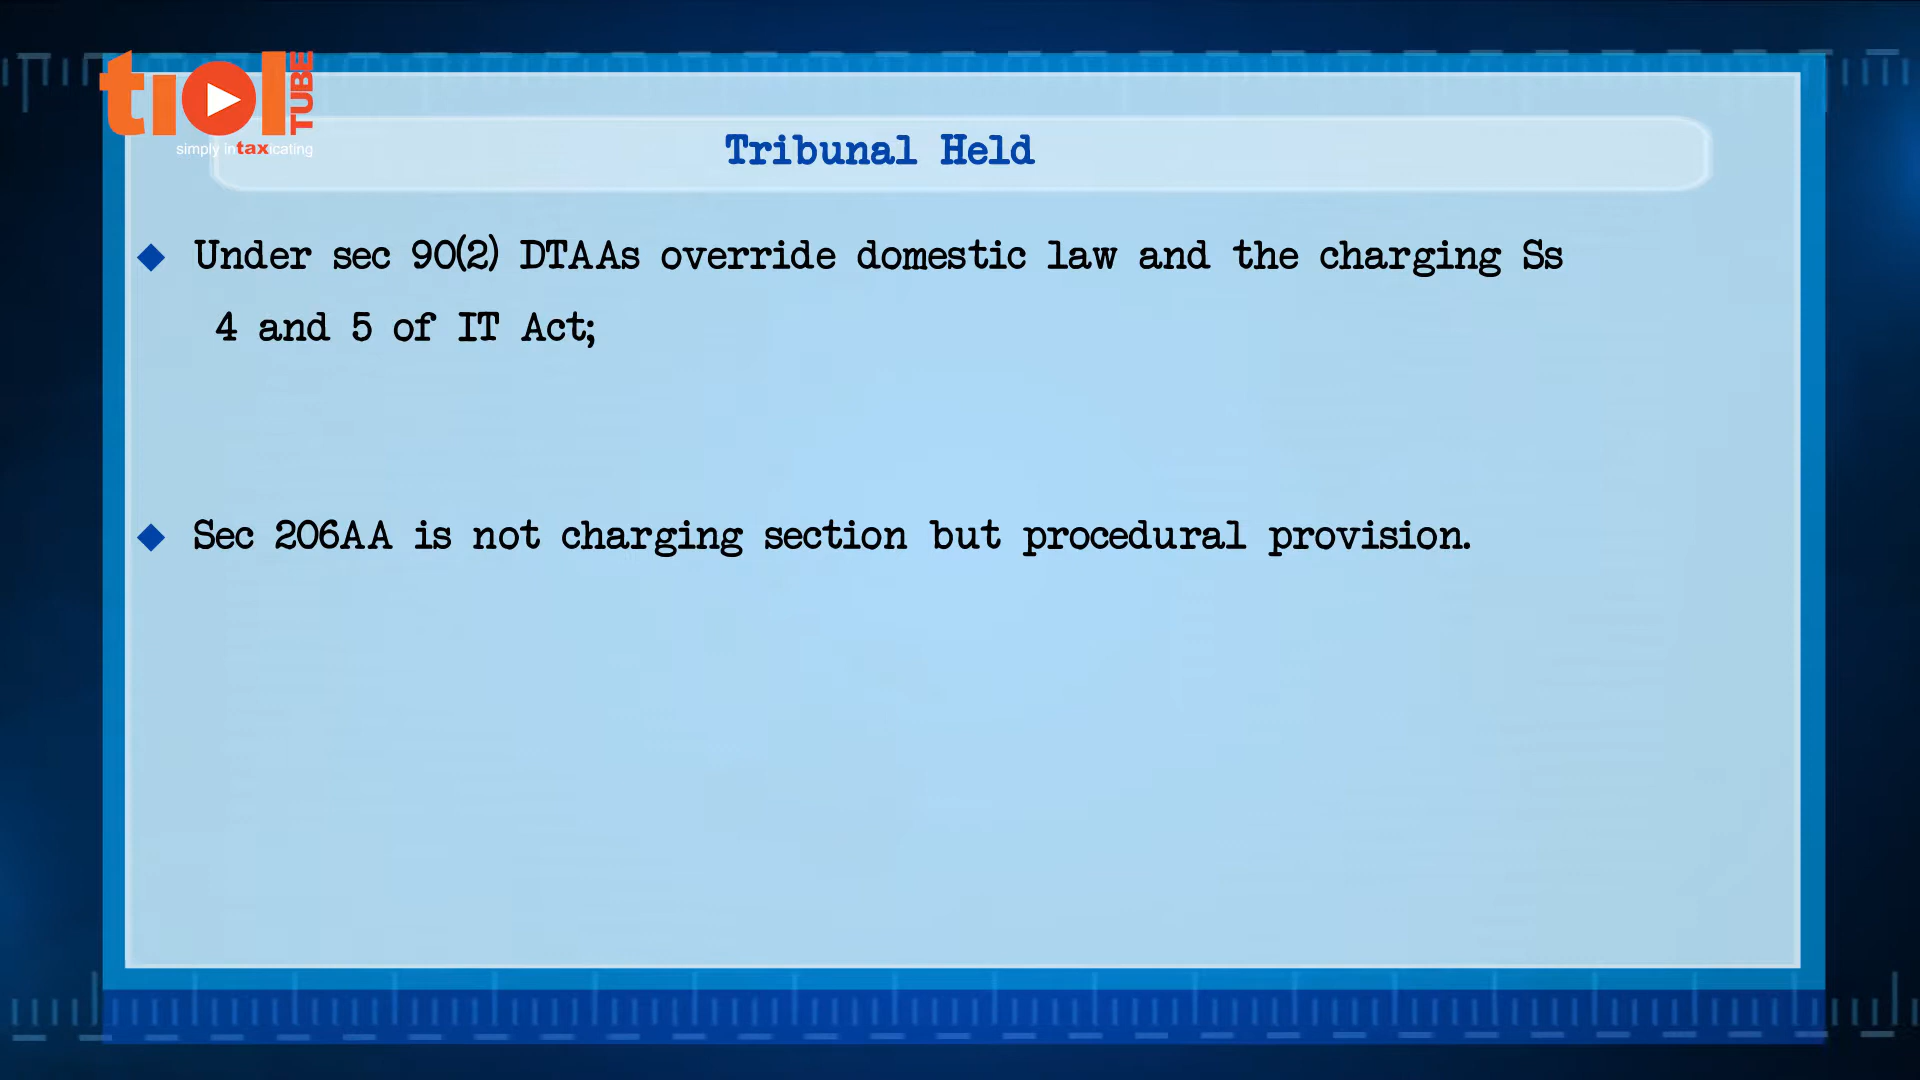 tiol TUBE
simply intaxicating
Tribunal Held
Under sec 90(2) DTAAs override domestic law and the charging Ss
4 and 5 of IT Act;
Sec 206AA is not charging section but procedural provision.